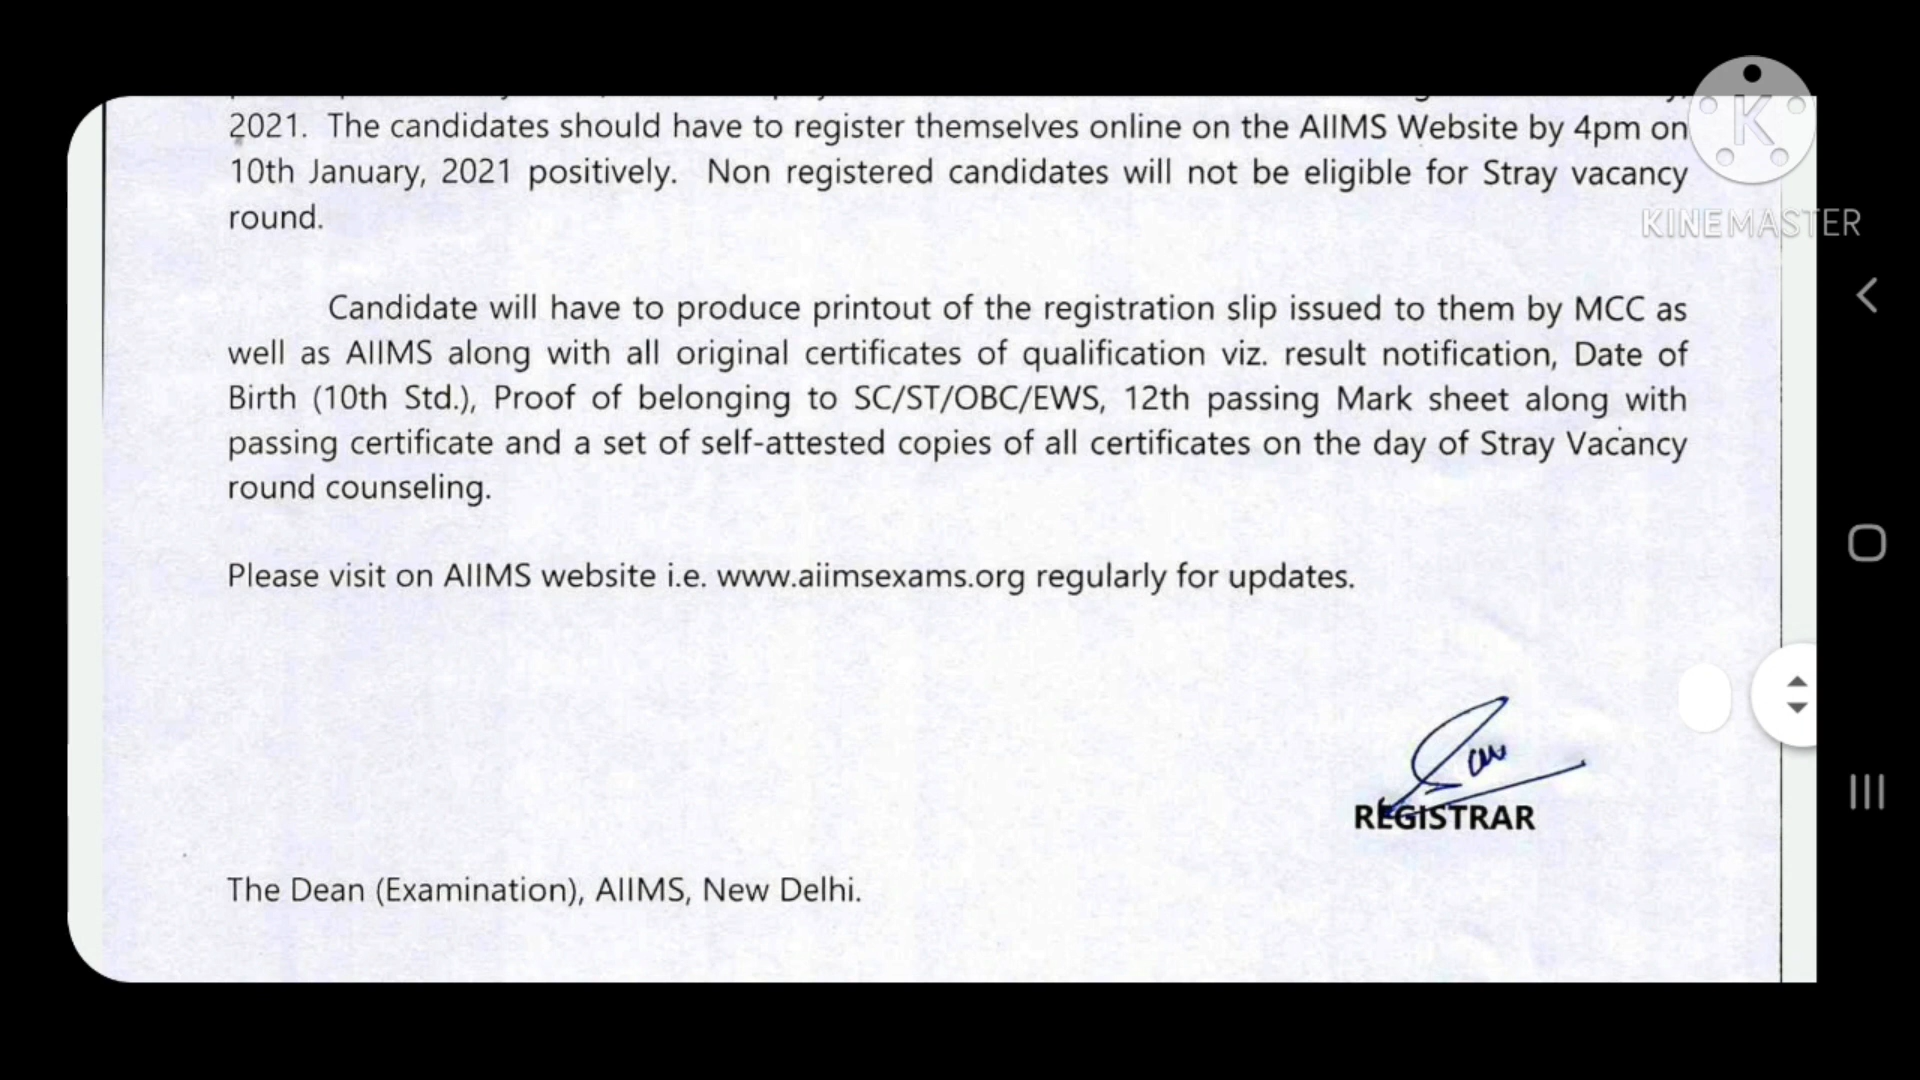 2021. The candidates should have to register themselves online on the AIIMS Website by 4pm on
10th January, 2021 positively. Non registered candidates will not be eligible for Stray vacancy
round.
Candidate will have to produce printout of the registration slip issued to them by MCC as
well as AIIMS along with all original certificates of qualification viz. result notification, Date of
Birth (10th Std.), Proof of belonging to SC/ST/OBC/EWS, 12th passing Mark sheet along with
passing certificate and a set of self-attested copies of all certificates on the day of Stray Vacancy
round counseling.
Please visit on AIIMS website i.e. www.aiimsexams.org regularly for updates.
REGISTRAR
The Dean (Examination), AIIMS, New Delhi.
K
KINEMASTER